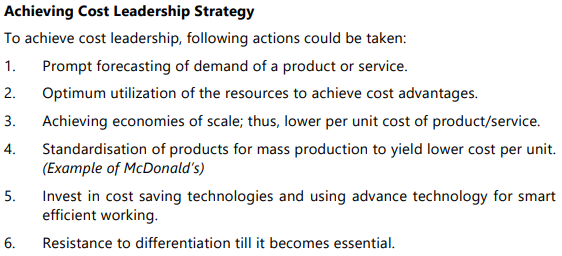 Achieving Cost Leadership Strategy
To achieve cost leadership, following actions could be taken:
1. Prompt forecasting of demand of a product or service.
2. Optimum utilization of the resources to achieve cost advantages.
3. Achieving economies of scale; thus, lower per unit cost of product/service.
4. Standardisation of products for mass production to yield lower cost per unit.
(Example of McDonald's)
5. Invest in cost saving technologies and using advance technology for smart
efficient working.
6. Resistance to differentiation till it becomes essential.